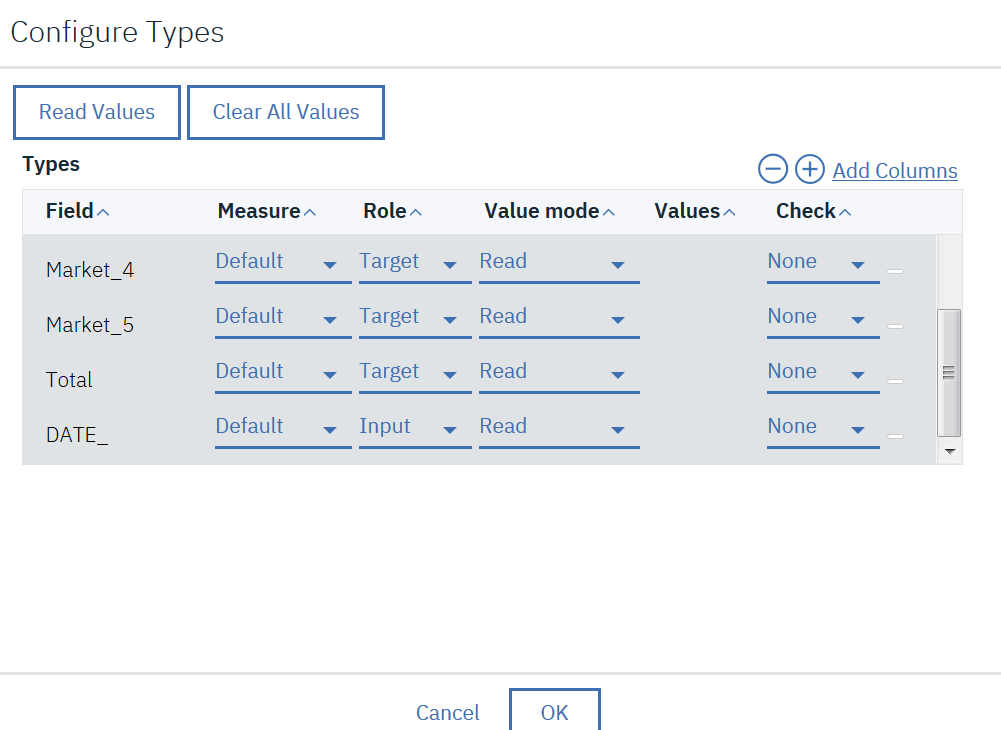 Configure Types
Read Values Clear All Values
Types Add Columns
Field Measure Role Value mode Values Check
Market_4 Default Target Read None
Market_5 Default Target Read None
Total Default Target Read None
DATE_ Default Input Read None
Cancel OK